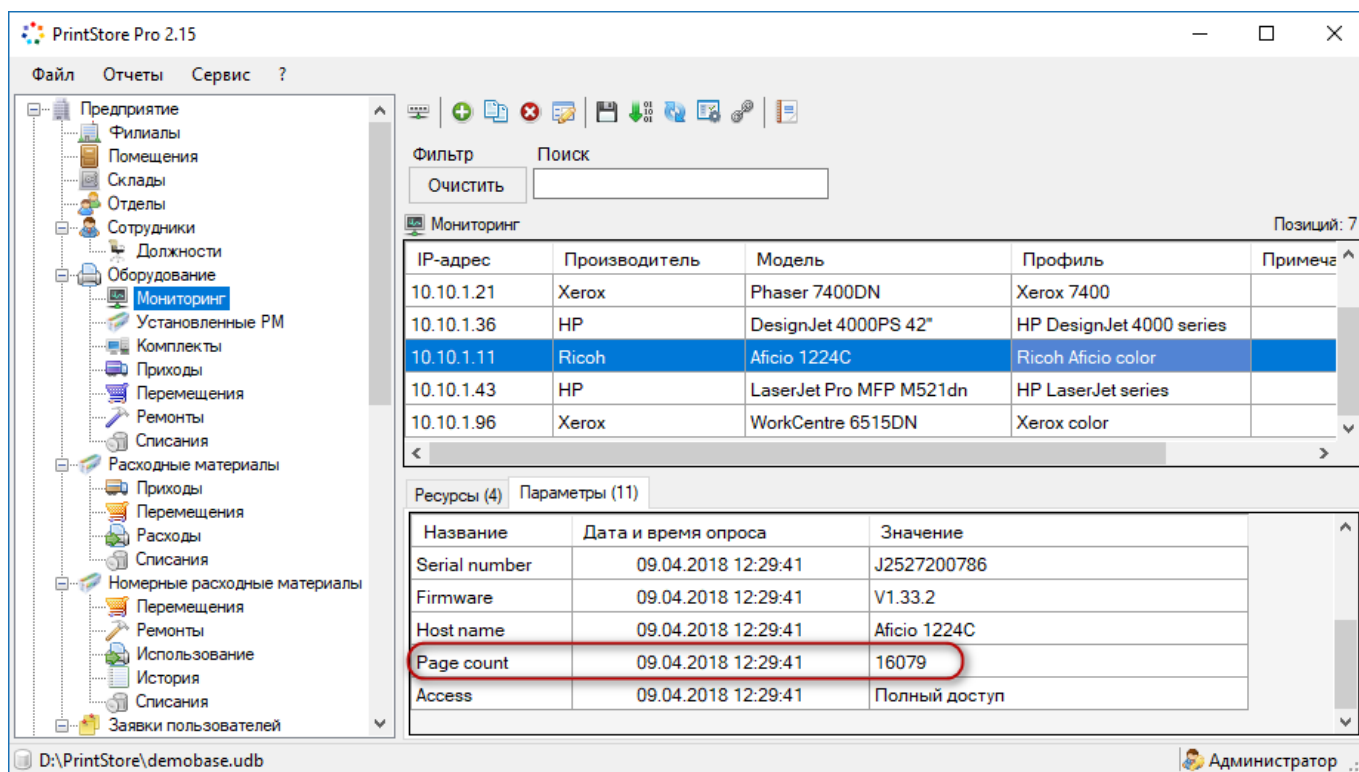 PrintStore Pro 2.15
Файл Отчеты Сервис ?
Предприятие
Филиалы
Помещения
Склады
Отделы
Сотрудники
Должности
Оборудование
Мониторинг
Установленные РМ
Комплекты
Приходы
Перемещения
Ремонты
Списания
Расходные материалы
Приходы
Перемещения
Расходы
Списания
Номерные расходные материалы
Перемещения
Ремонты
Использование
История
Списания
Заявки пользователей
Фильтр Поиск
Очистить
Мониторинг Позиций: 7
IP-адрес Производитель Модель Профиль Примеча
10.10.1.21 Xerox Phaser 7400DN Xerox 7400
10.10.1.36 HP DesignJet 4000PS 42" HP DesignJet 4000 series
10.10.1.11 Ricoh Aficio 1224C Ricoh Aficio color
10.10.1.43 HP LaserJet Pro MFP M521dn HP LaserJet series
10.10.1.96 Xerox WorkCentre 6515DN Xerox color
Ресурсы (4) Параметры (11)
Название Дата и время опроса Значение
Serial number 09.04.2018 12:29:41 J2527200786
Firmware 09.04.2018 12:29:41 V1.33.2
Host name 09.04.2018 12:29:41 Aficio 1224C
Page count 09.04.2018 12:29:41 16079
Access 09.04.2018 12:29:41 Полный доступ
D:\PrintStore\demobase.udb Администратор